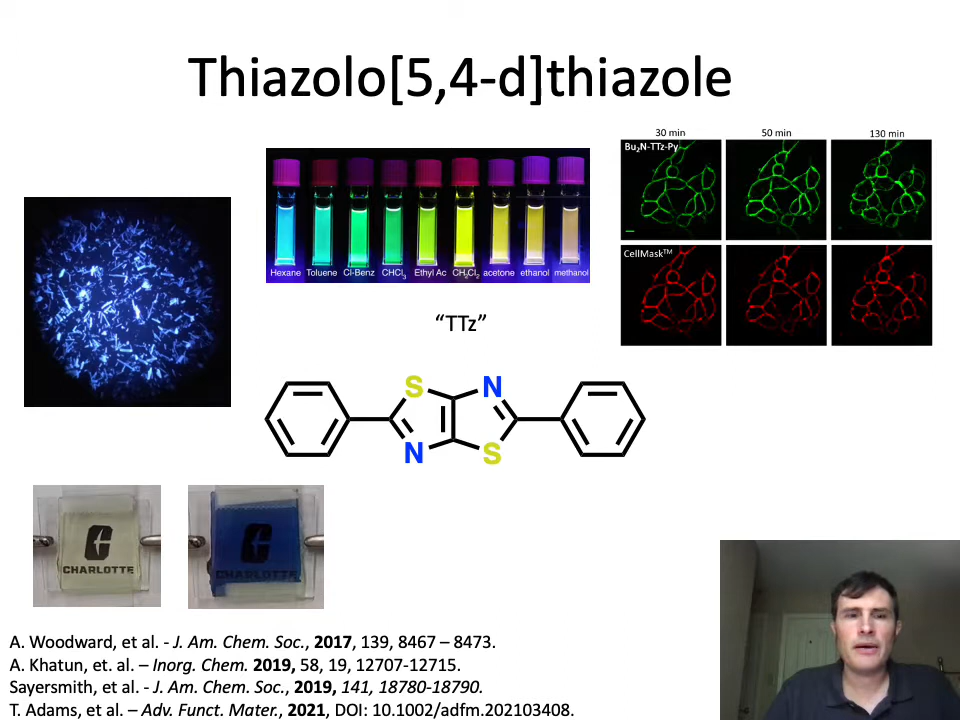 Thiazolo[5,4-d]thiazole
30 min 50 min 130 min
Bu2N-TTz-Py
CellMask™
Hexane Toluene Cl-Benz CHCl3 Ethyl Ac CH2Cl2 acetone ethanol methanol
“TTz”
S N
N S
C
CHARLOTTE
C
CHARLOTTE
A. Woodward, et al. - J. Am. Chem. Soc., 2017, 139, 8467 – 8473.
A. Khatun, et. al. – Inorg. Chem. 2019, 58, 19, 12707-12715.
Sayersmith, et al. - J. Am. Chem. Soc., 2019, 141, 18780-18790.
T. Adams, et al. – Adv. Funct. Mater., 2021, DOI: 10.1002/adfm.202103408.